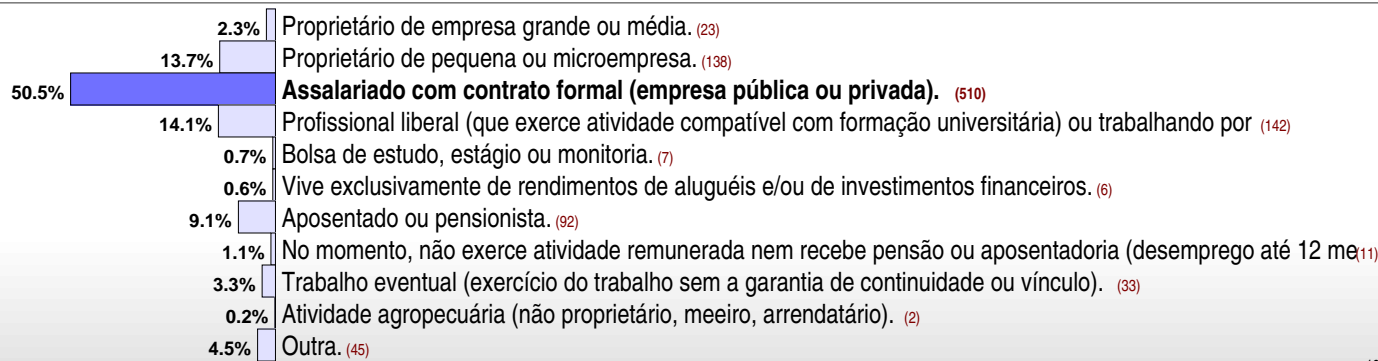 2.3% Proprietário de empresa grande ou média. (23)
13.7% Proprietário de pequena ou microempresa. (138)
50.5% Assalariado com contrato formal (empresa pública ou privada). (510)
14.1% Profissional liberal (que exerce atividade compatível com formação universitária) ou trabalhando por (142)
0.7% Bolsa de estudo, estágio ou monitoria. (7)
0.6% Vive exclusivamente de rendimentos de aluguéis e/ou de investimentos financeiros. (6)
9.1% Aposentado ou pensionista. (92)
1.1% No momento, não exerce atividade remunerada nem recebe pensão ou aposentadoria (desemprego até 12 me(11)
3.3% Trabalho eventual (exercício do trabalho sem a garantia de continuidade ou vínculo). (33)
0.2% Atividade agropecuária (não proprietário, meeiro, arrendatário). (2)
4.5% Outra. (45)